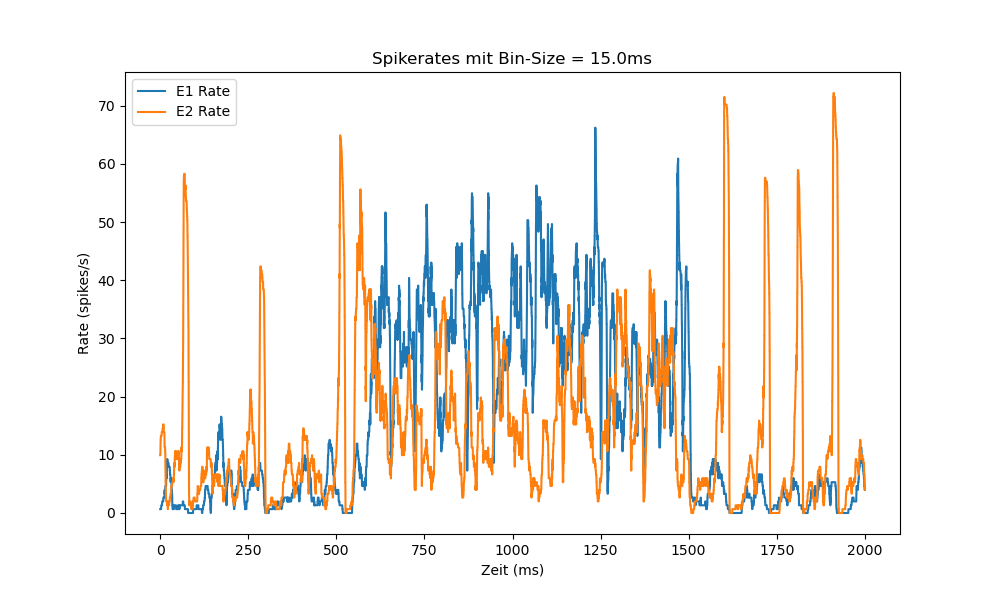 Spikerates mit Bin-Size = 15.0ms
E1 Rate
E2 Rate
Rate (spikes/s)
70
60
50
40
30
20
10
0
0 250 500 750 1000 1250 1500 1750 2000
Zeit (ms)